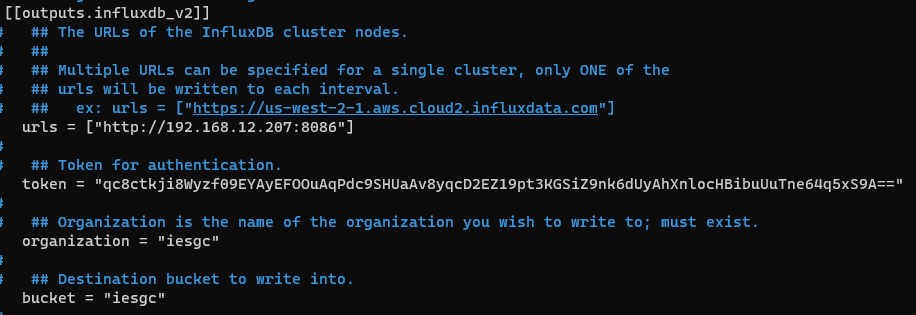 [[outputs.influxdb_v2]]
#   ## The URLs of the InfluxDB cluster nodes.
#   ##
#   ## Multiple URLs can be specified for a single cluster, only ONE of the
#   ## urls will be written to each interval.
#   ##   ex: urls = ["https://us-west-2-1.aws.cloud2.influxdata.com"]
  urls = ["http://192.168.12.207:8086"]
#
#   ## Token for authentication.
  token = "qc8ctkji8Wyzf09EYAyEFOOuAqPdc9SHUaAv8yqcD2EZ19pt3KGSiZ9nk6dUyAhXnlocHBibuUuTne64q5xS9A=="
#
#   ## Organization is the name of the organization you wish to write to; must exist.
  organization = "iesgc"
#
#   ## Destination bucket to write into.
  bucket = "iesgc"